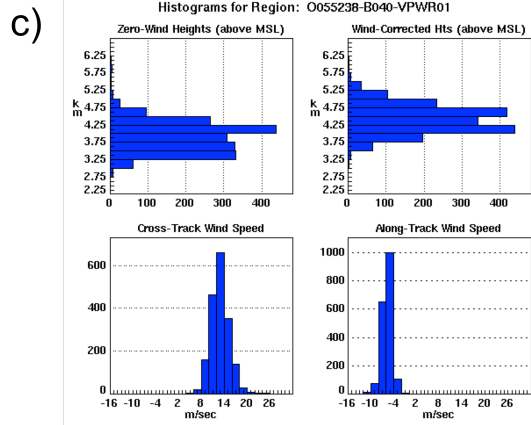 c)
Histograms for Region: O055238-B040-VPWR01
Zero-Wind Heights (above MSL)
6.25
5.75
5.25
4.75
4.25
3.75
3.25
2.75
2.25
km
0 100 200 300 400
Wind-Corrected Hts (above MSL)
6.25
5.75
5.25
4.75
4.25
3.75
3.25
2.75
2.25
km
0 100 200 300 400
Cross-Track Wind Speed
600
400
200
0
-16 -10 -4 2 8 14 20 26
m/sec
Along-Track Wind Speed
1000
800
600
400
200
0
-16 -10 -4 2 8 14 20 26
m/sec